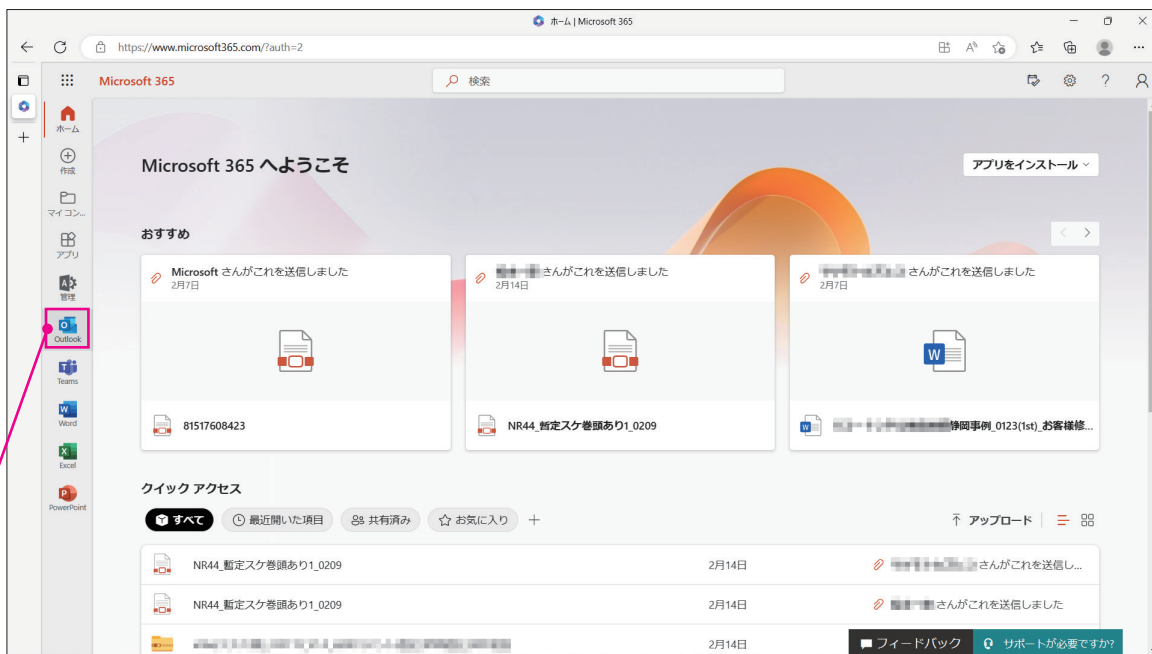 ホーム | Microsoft 365
https://www.microsoft365.com/?auth=2
Microsoft 365
検索
ホーム
作成
マイ コン...
アプリ
管理
Outlook
Teams
Word
Excel
PowerPoint
Microsoft 365 へようこそ
アプリをインストール
おすすめ
Microsoft さんがこれを送信しました
2月7日
81517608423
さんがこれを送信しました
2月14日
NR44_暫定スケ巻頭あり1_0209
さんがこれを送信しました
2月7日
静岡事例_0123(1st)_お客様修...
クイック アクセス
すべて
最近開いた項目
共有済み
お気に入り
アップロード
NR44_暫定スケ巻頭あり1_0209 2月14日 さんがこれを送信し...
NR44_暫定スケ巻頭あり1_0209 2月14日 さんがこれを送信しました
2月14日
フィードバック
サポートが必要ですか?